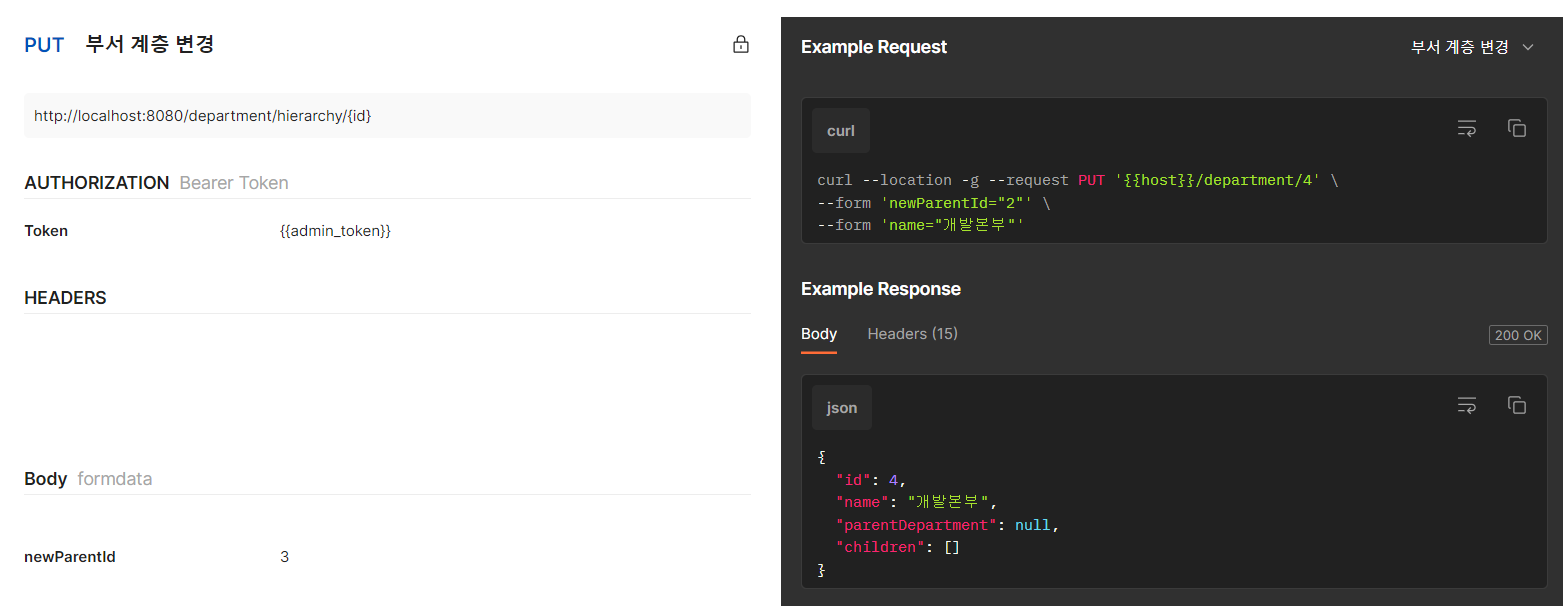 PUT 부서 계층 변경
http://localhost:8080/department/hierarchy/{id}
AUTHORIZATION Bearer Token
Token {{admin_token}}
HEADERS
Body formdata
newParentId 3
Example Request 부서 계층 변경
curl
curl --location -g --request PUT '{{host}}/department/4' \
--form 'newParentId="2"' \
--form 'name="개발본부"'
Example Response
Body Headers (15) 200 OK
json
{
"id": 4,
"name": "개발본부",
"parentDepartment": null,
"children": []
}